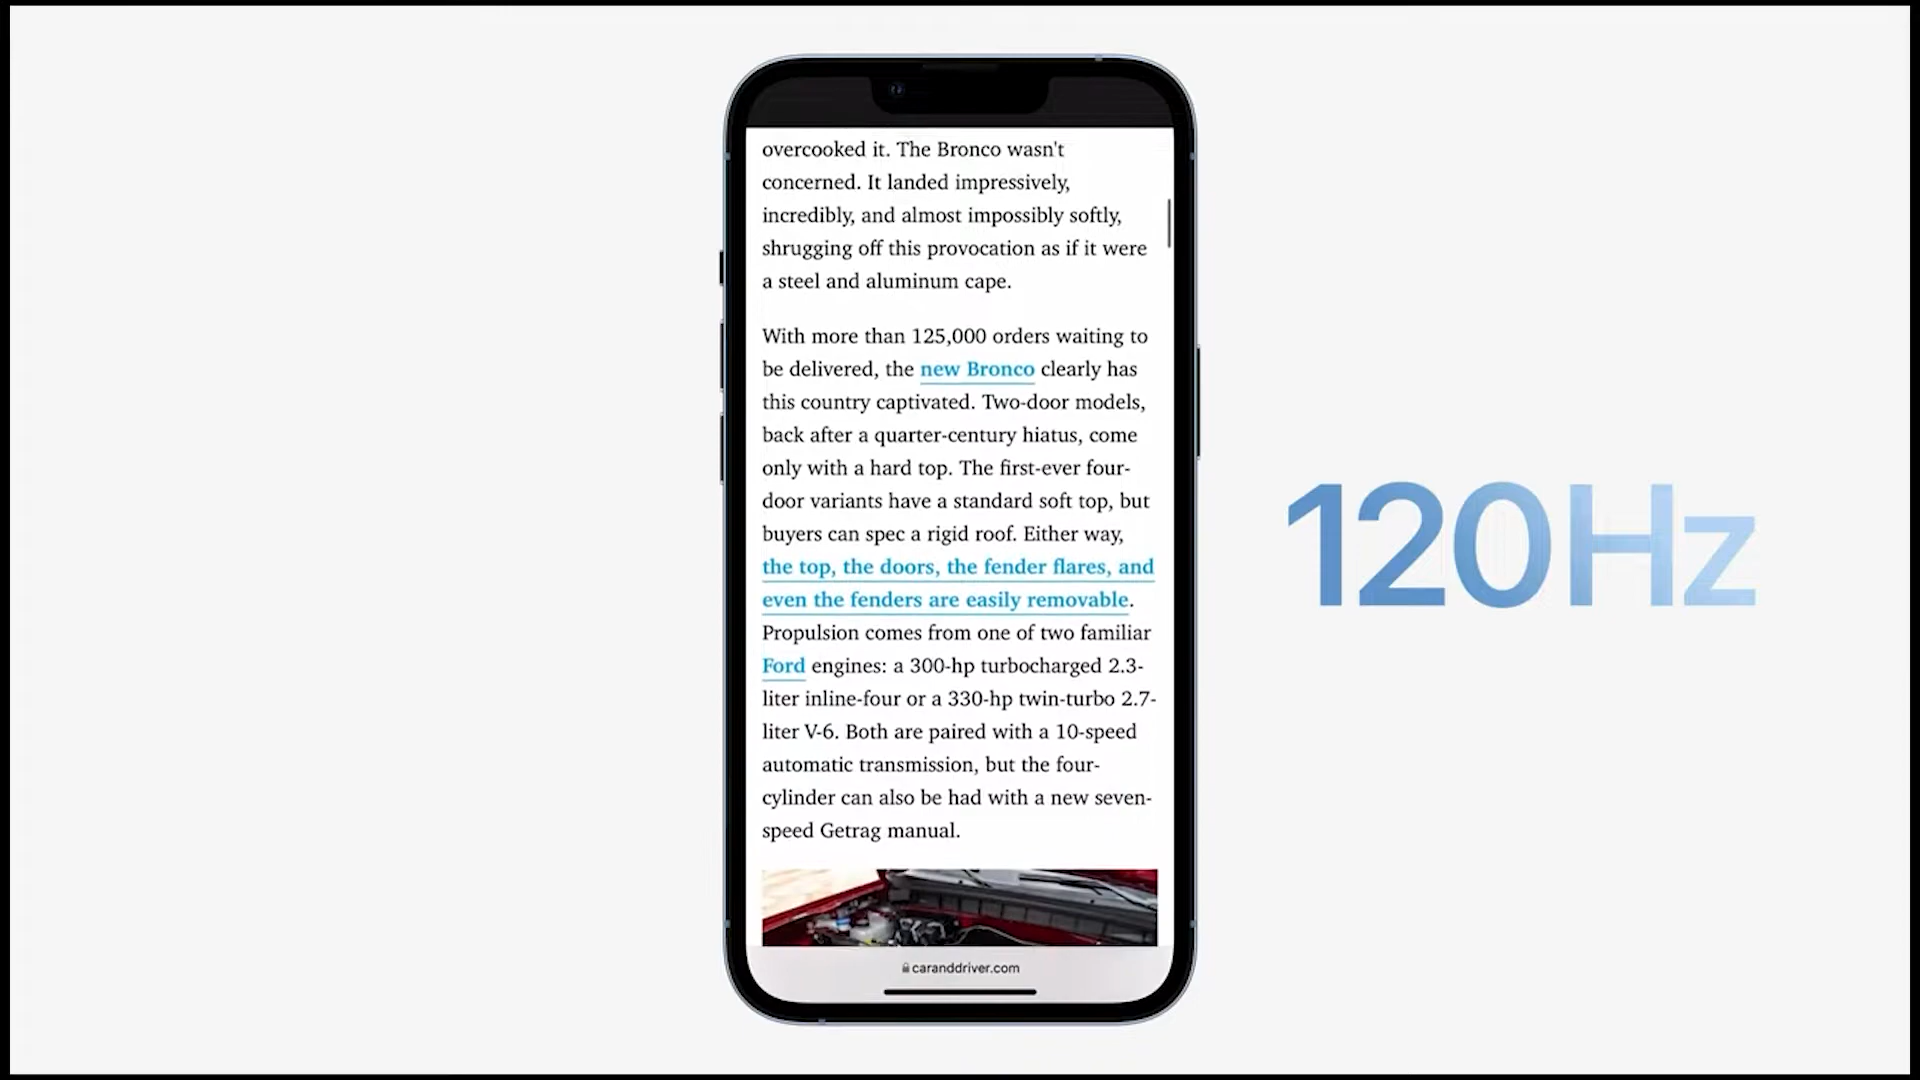 overcooked it. The Bronco wasn't
concerned. It landed impressively,
incredibly, and almost impossibly softly,
shrugging off this provocation as if it were
a steel and aluminum cape.
With more than 125,000 orders waiting to
be delivered, the new Bronco clearly has
this country captivated. Two-door models,
back after a quarter-century hiatus, come
only with a hard top. The first-ever four-
door variants have a standard soft top, but
buyers can spec a rigid roof. Either way,
the top, the doors, the fender flares, and
even the fenders are easily removable.
Propulsion comes from one of two familiar
Ford engines: a 300-hp turbocharged 2.3-
liter inline-four or a 330-hp twin-turbo 2.7-
liter V-6. Both are paired with a 10-speed
automatic transmission, but the four-
cylinder can also be had with a new seven-
speed Getrag manual.
caranddriver.com
120Hz